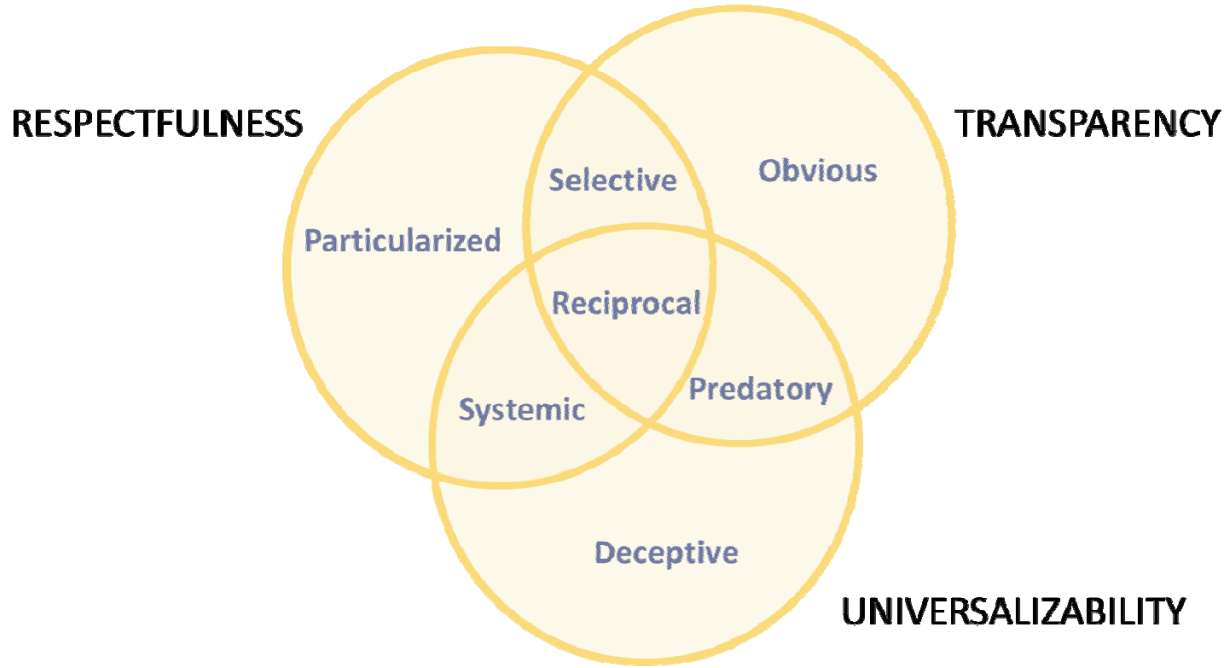 RESPECTFULNESS
TRANSPARENCY
Selective
Obvious
Particularized
Reciprocal
Predatory
Systemic
Deceptive
UNIVERSALIZABILITY